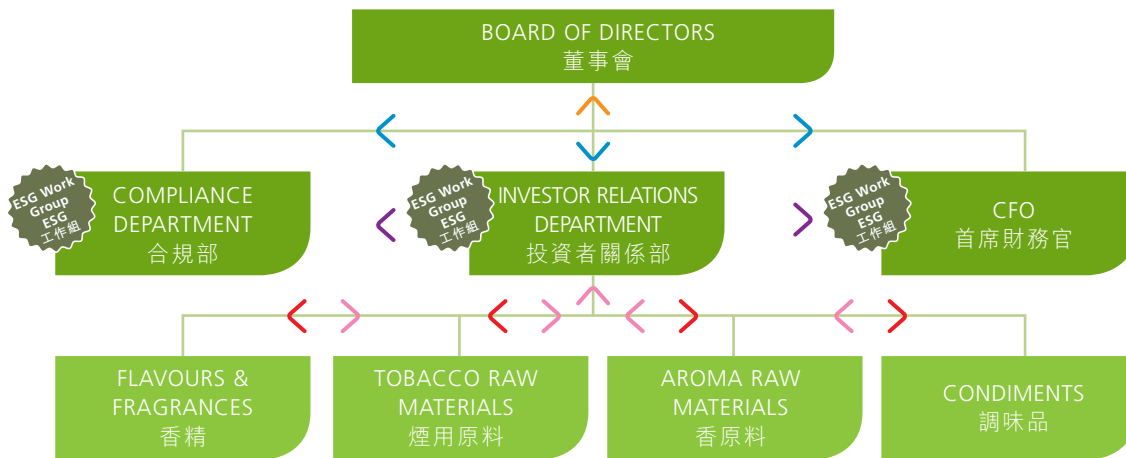 BOARD OF DIRECTORS
董事會
ESG Work
Group
ESG
工作組
COMPLIANCE
DEPARTMENT
合規部
ESG Work
Group
ESG
工作組
INVESTOR RELATIONS
DEPARTMENT
投資者關係部
ESG Work
Group
ESG
工作組
CFO
首席財務官
FLAVOURS &
FRAGRANCES
香精
TOBACCO RAW
MATERIALS
煙用原料
AROMA RAW
MATERIALS
香原料
CONDIMENTS
調味品